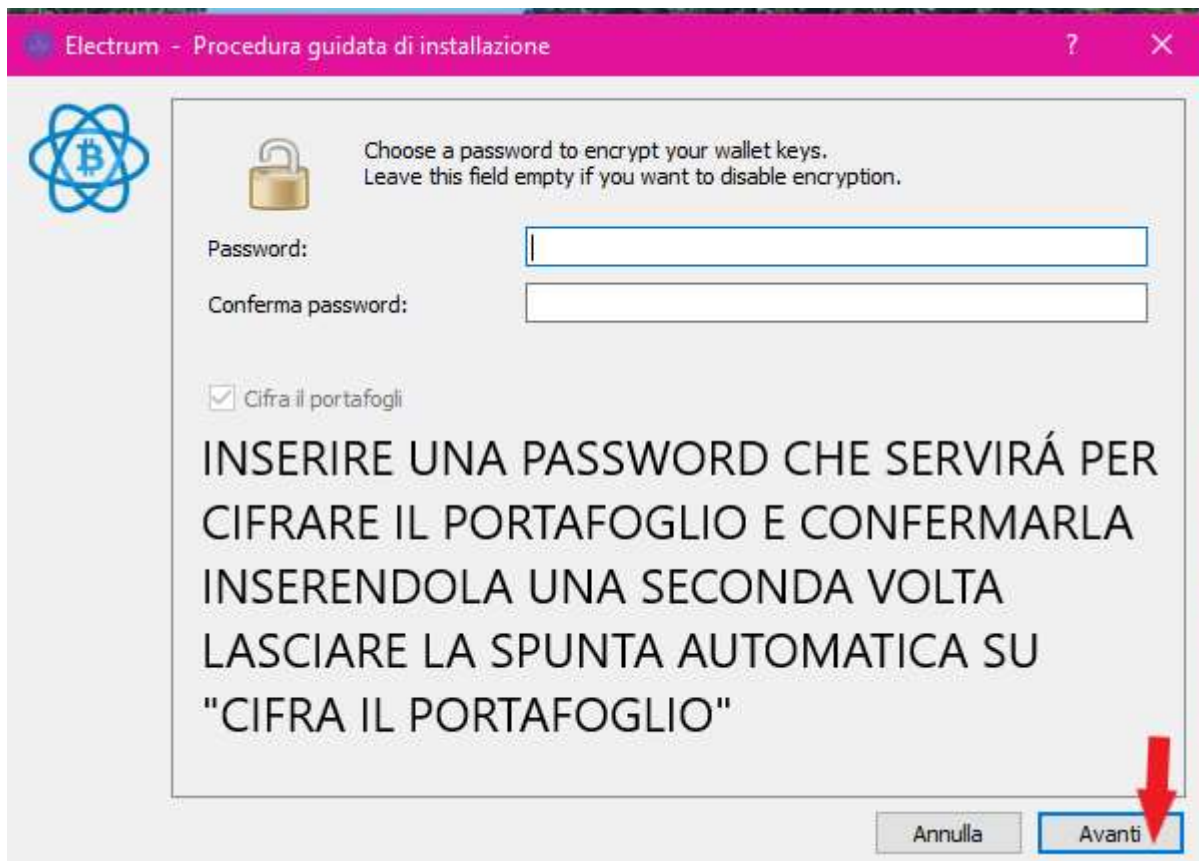 Electrum - Procedura guidata di installazione ? ×
Choose a password to encrypt your wallet keys.
Leave this field empty if you want to disable encryption.
Password:
Conferma password:
Cifra il portafogli
INSERIRE UNA PASSWORD CHE SERVIRÁ PER
CIFRARE IL PORTAFOGLIO E CONFERMARLA
INSERENDOLA UNA SECONDA VOLTA
LASCIARE LA SPUNTA AUTOMATICA SU
"CIFRA IL PORTAFOGLIO"
Annulla Avanti